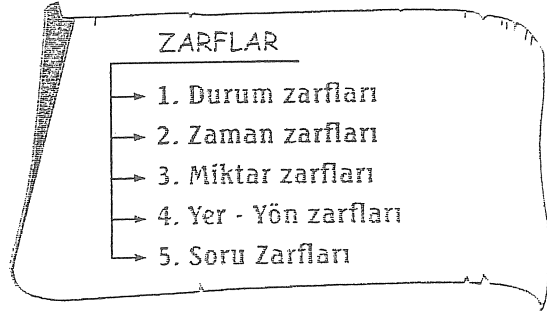 ZARFLAR
1. Durum zarfları
2. Zaman zarfları
3. Miktar zarfları
4. Yer - Yön zarfları
5. Soru Zarfları